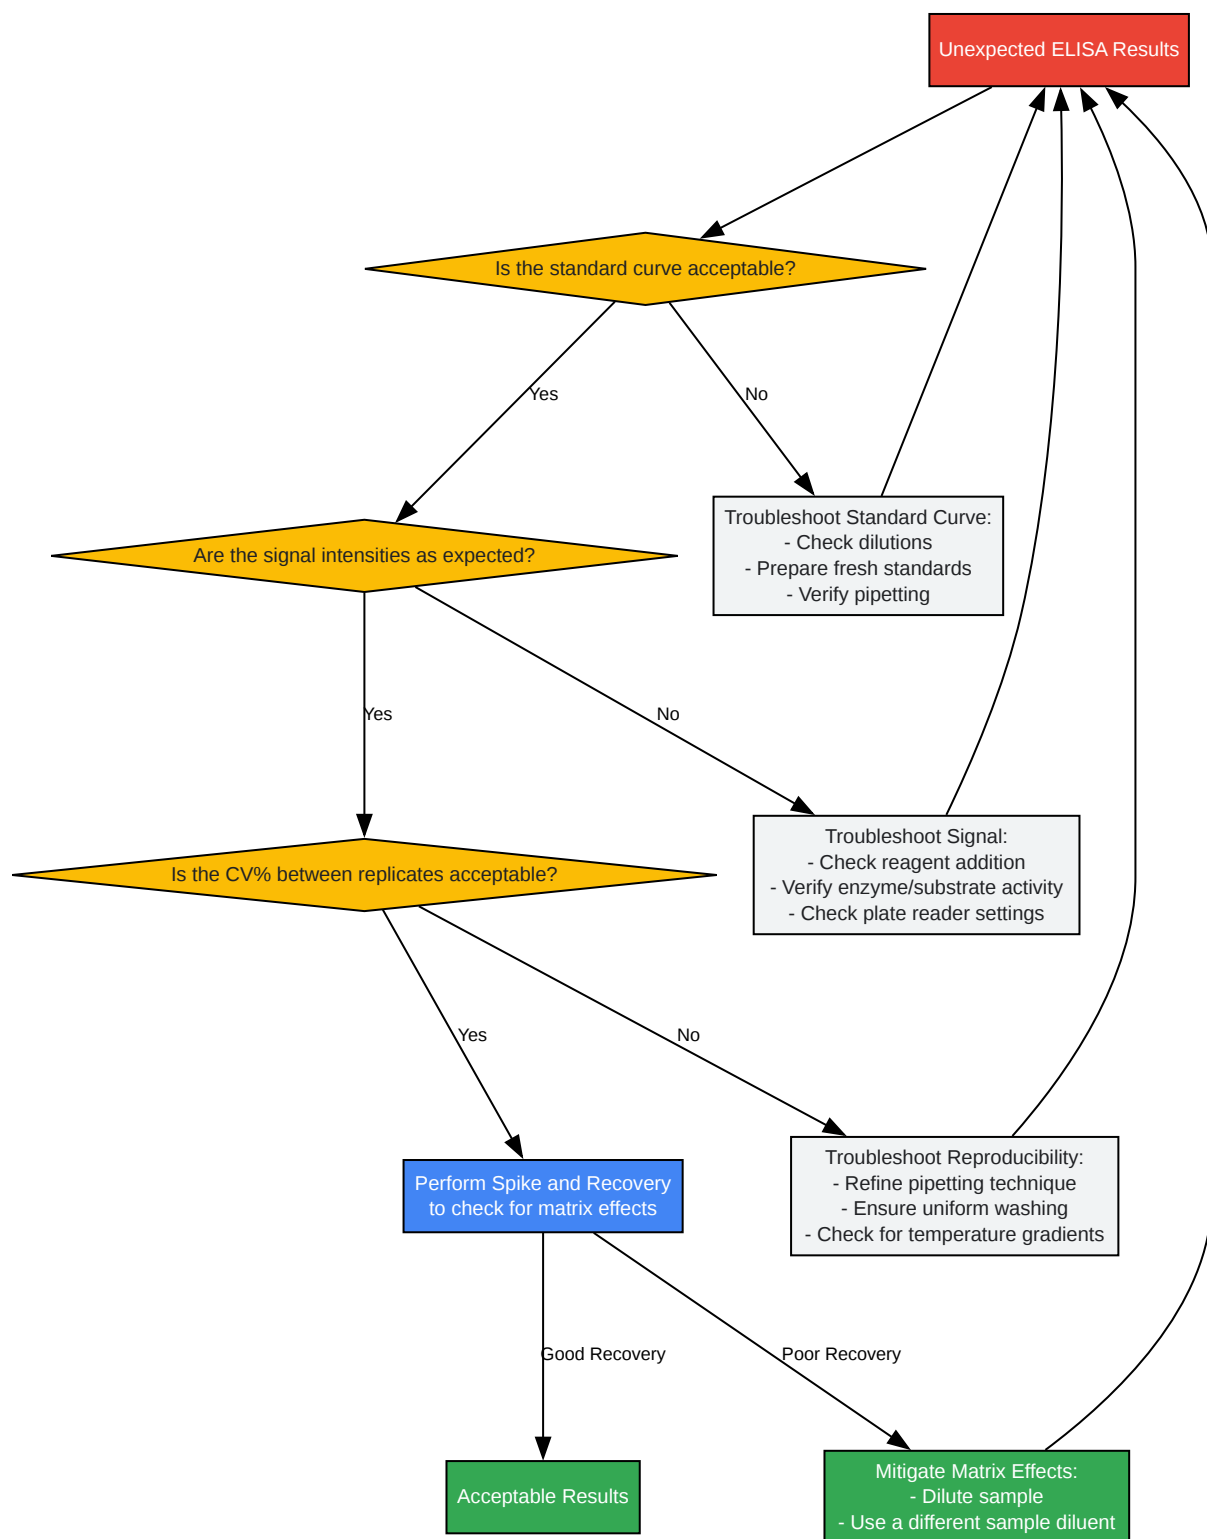 Unexpected ELISA Results
Is the standard curve acceptable?
Yes
No
Troubleshoot Standard Curve:
- Check dilutions
- Prepare fresh standards
- Verify pipetting
Are the signal intensities as expected?
Yes
No
Troubleshoot Signal:
- Check reagent addition
- Verify enzyme/substrate activity
- Check plate reader settings
Is the CV% between replicates acceptable?
Yes
No
Troubleshoot Reproducibility:
- Refine pipetting technique
- Ensure uniform washing
- Check for temperature gradients
Perform Spike and Recovery
to check for matrix effects
Good Recovery
Poor Recovery
Acceptable Results
Mitigate Matrix Effects:
- Dilute sample
- Use a different sample diluent